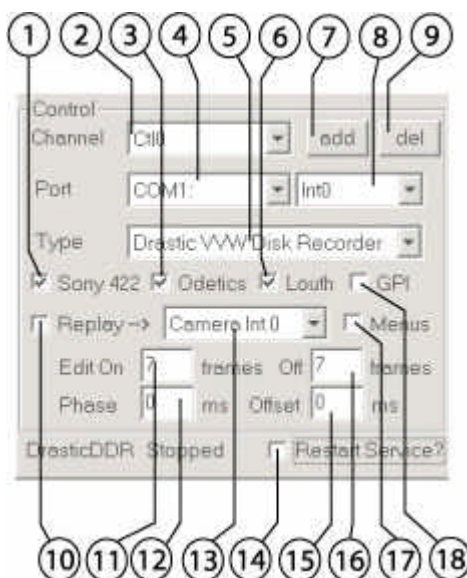 1 2 3 4 5 6 7 8 9
Control
Channel Ctl0 add del
Port COM1: Int0
Type Drastic VVW Disk Recorder
Sony 422 Odetics Louth GPI
Replay -> Camera Int 0 Menus
Edit On 7 frames Off 7 frames
Phase 0 ms Offset 0 ms
DrasticDDR Stopped Restart Service?
10 11 12 13 14 15 16 17 18